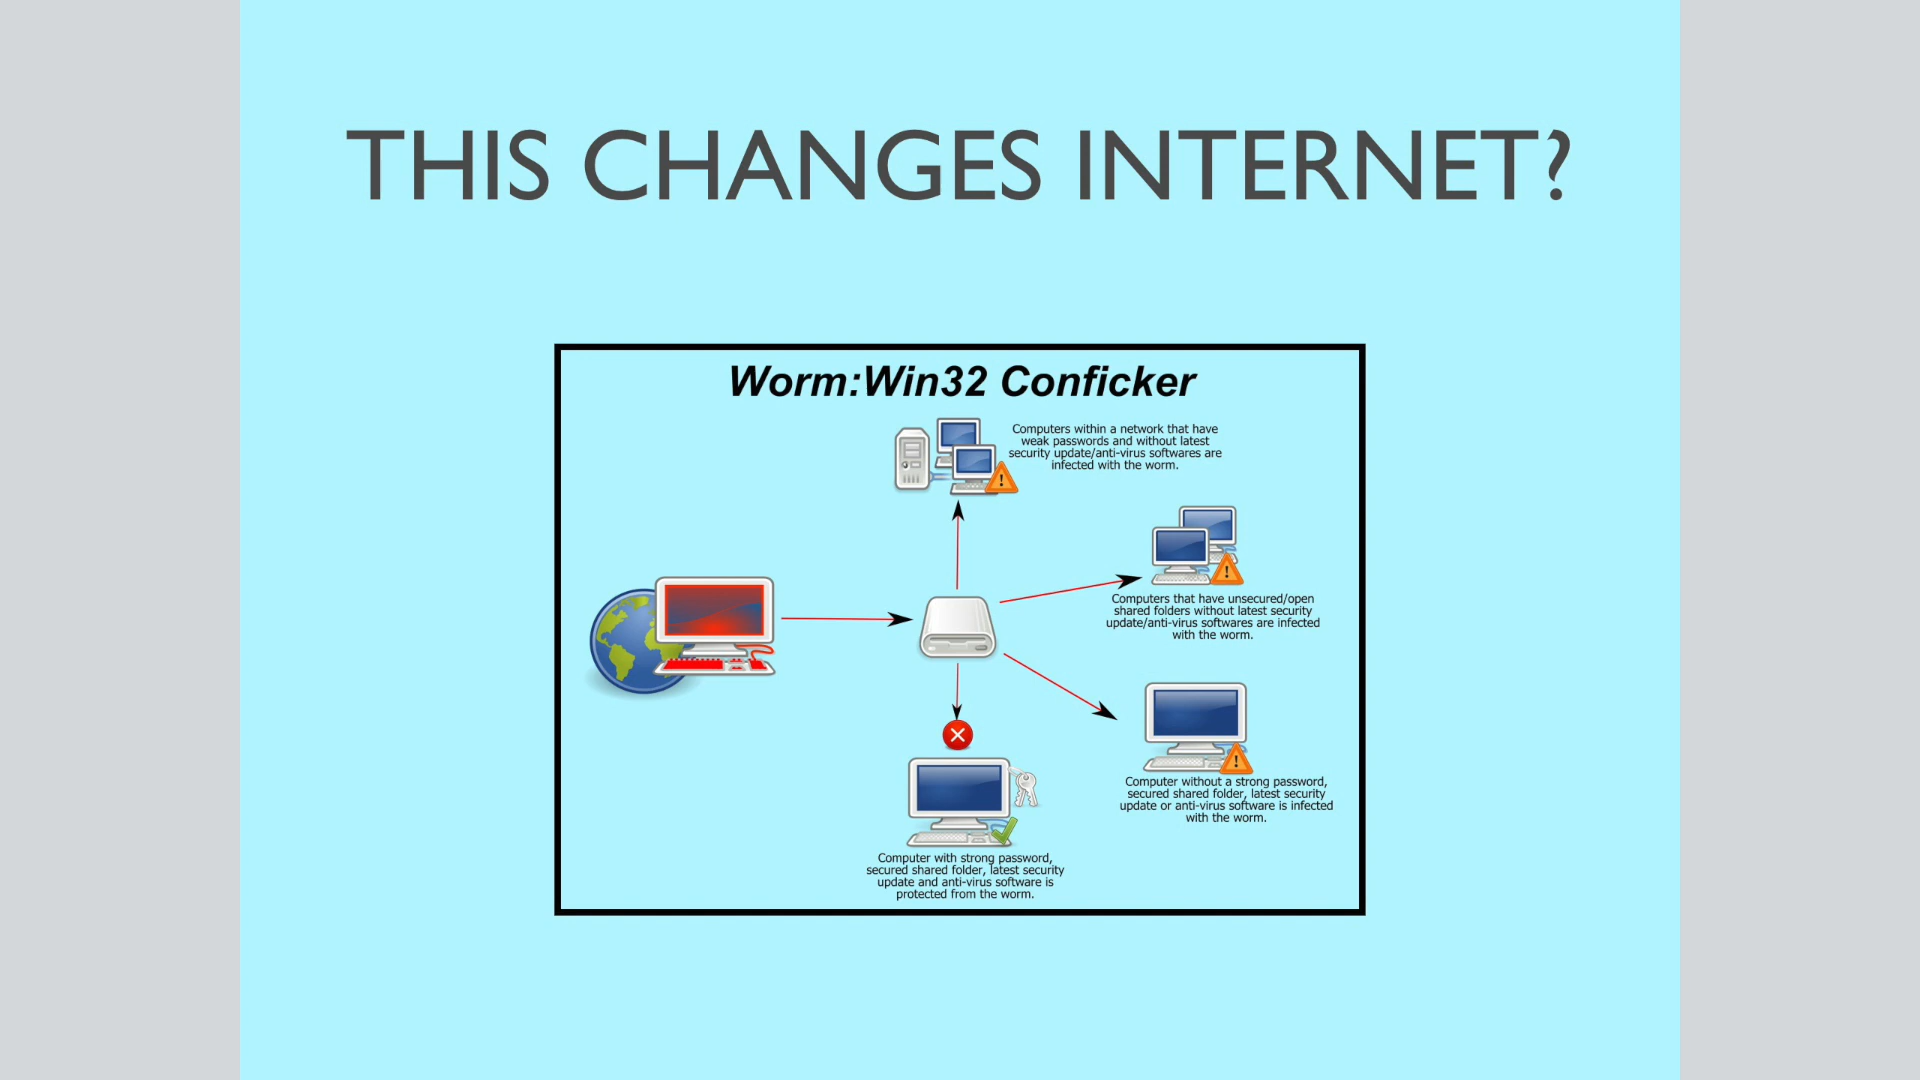 THIS CHANGES INTERNET?
Worm:Win32 Conficker
Computers within a network that have
weak passwords and without latest
security update/anti-virus softwares are
infected with the worm.
Computers that have unsecured/open
shared folders without latest security
update/anti-virus softwares are infected
with the worm.
Computer without a strong password,
secured shared folder, latest security
update or anti-virus software is infected
with the worm.
Computer with strong password,
secured shared folder, latest security
update and anti-virus software is
protected from the worm.